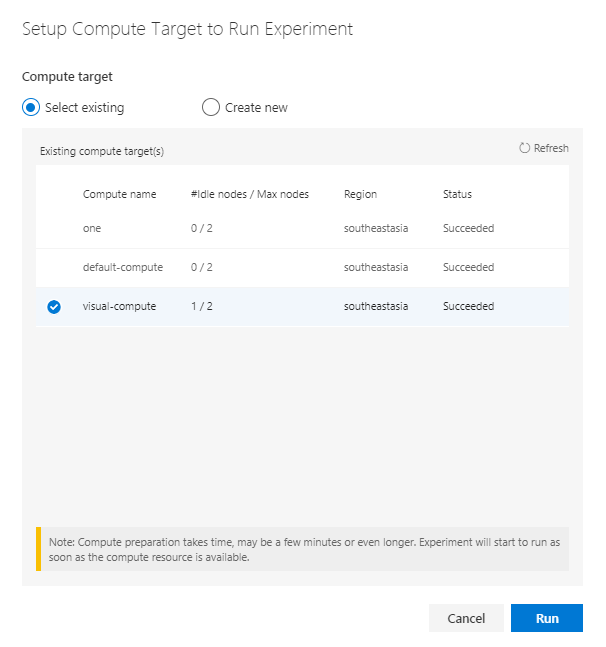 Setup Compute Target to Run Experiment
Compute target
Select existing Create new
Existing compute target(s) Refresh
Compute name #Idle nodes / Max nodes Region Status
one 0 / 2 southeastasia Succeeded
default-compute 0 / 2 southeastasia Succeeded
visual-compute 1 / 2 southeastasia Succeeded
Note: Compute preparation takes time, may be a few minutes or even longer. Experiment will start to run as
soon as the compute resource is available.
Cancel Run